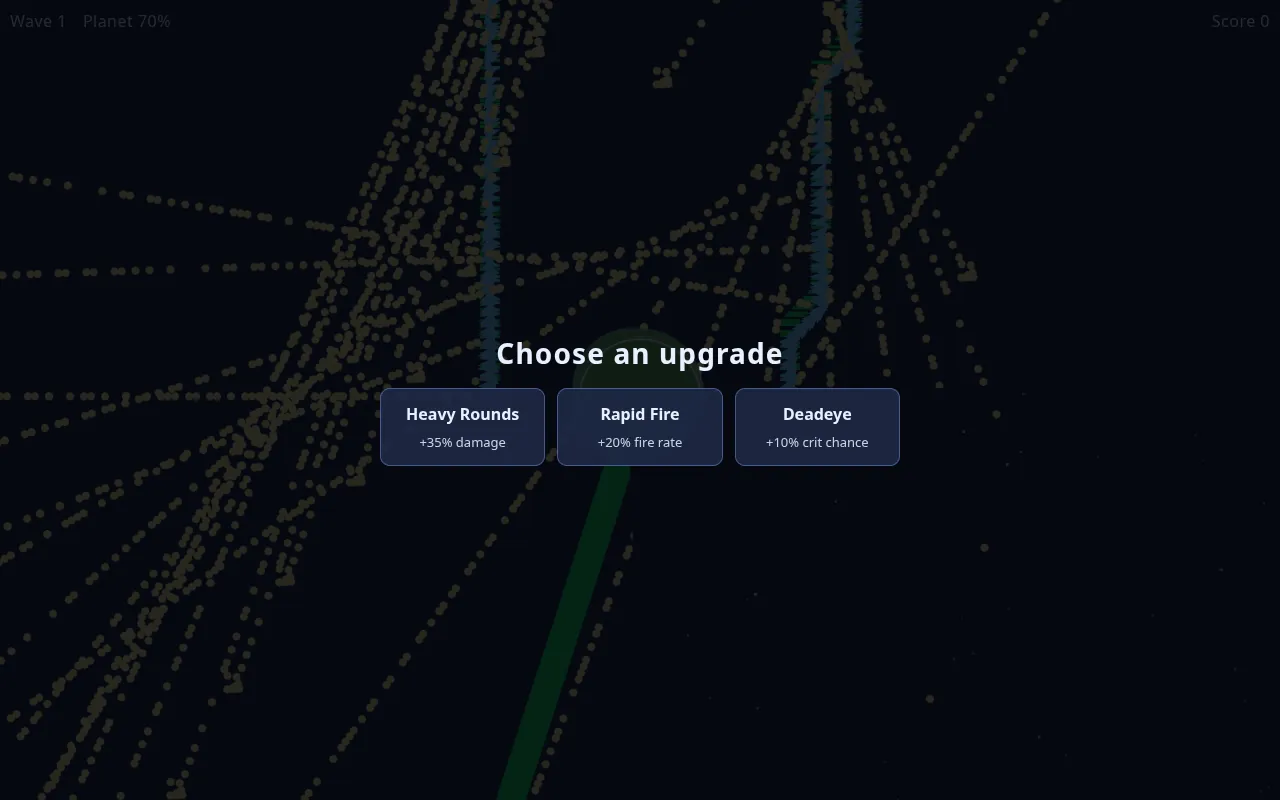 Wave 1 Planet 70% Score 0
Choose an upgrade
Heavy Rounds Rapid Fire Deadeye
+35% damage +20% fire rate +10% crit chance